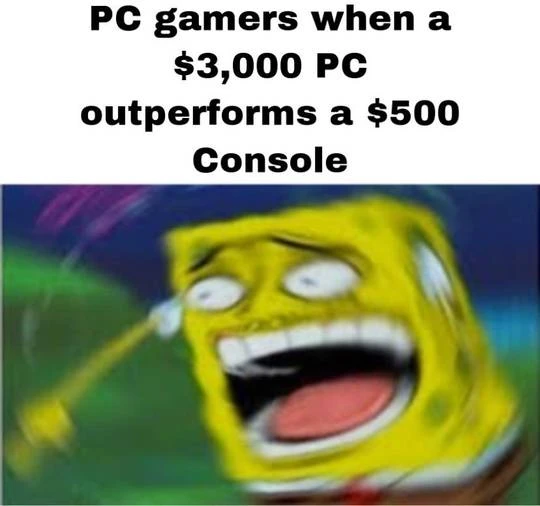 PC gamers when a
$3,000 PC
outperforms a $500
Console